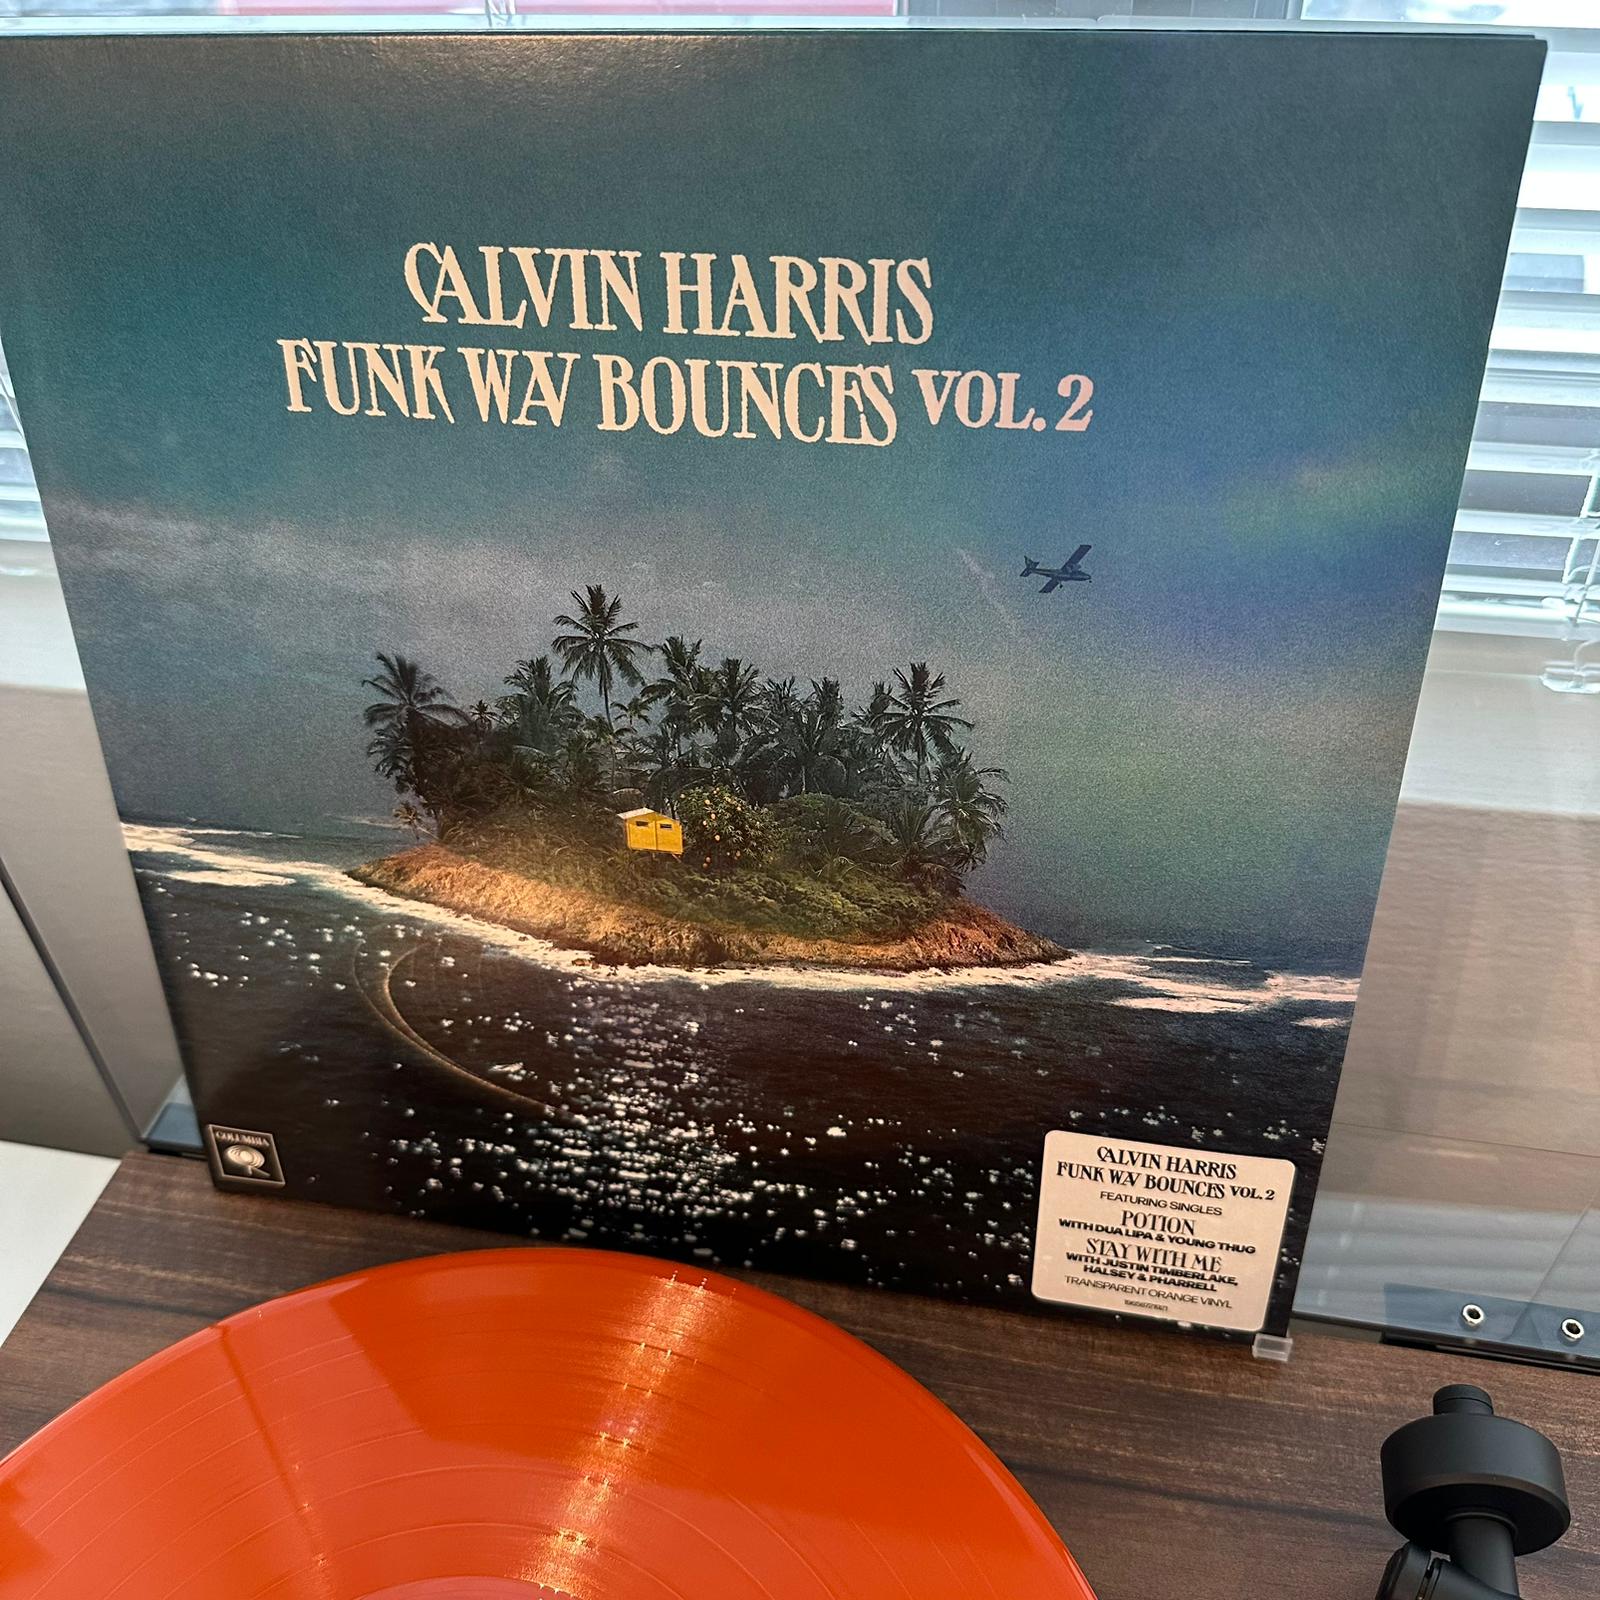 CALVIN HARRIS
FUNK WAV BOUNCES VOL. 2
COLUMBIA
CALVIN HARRIS
FUNK WAV BOUNCES VOL. 2
FEATURING SINGLES
POTION
WITH DUA LIPA & YOUNG THUG
STAY WITH ME
WITH JUSTIN TIMBERLAKE,
HALSEY & PHARRELL
TRANSPARENT ORANGE VINYL